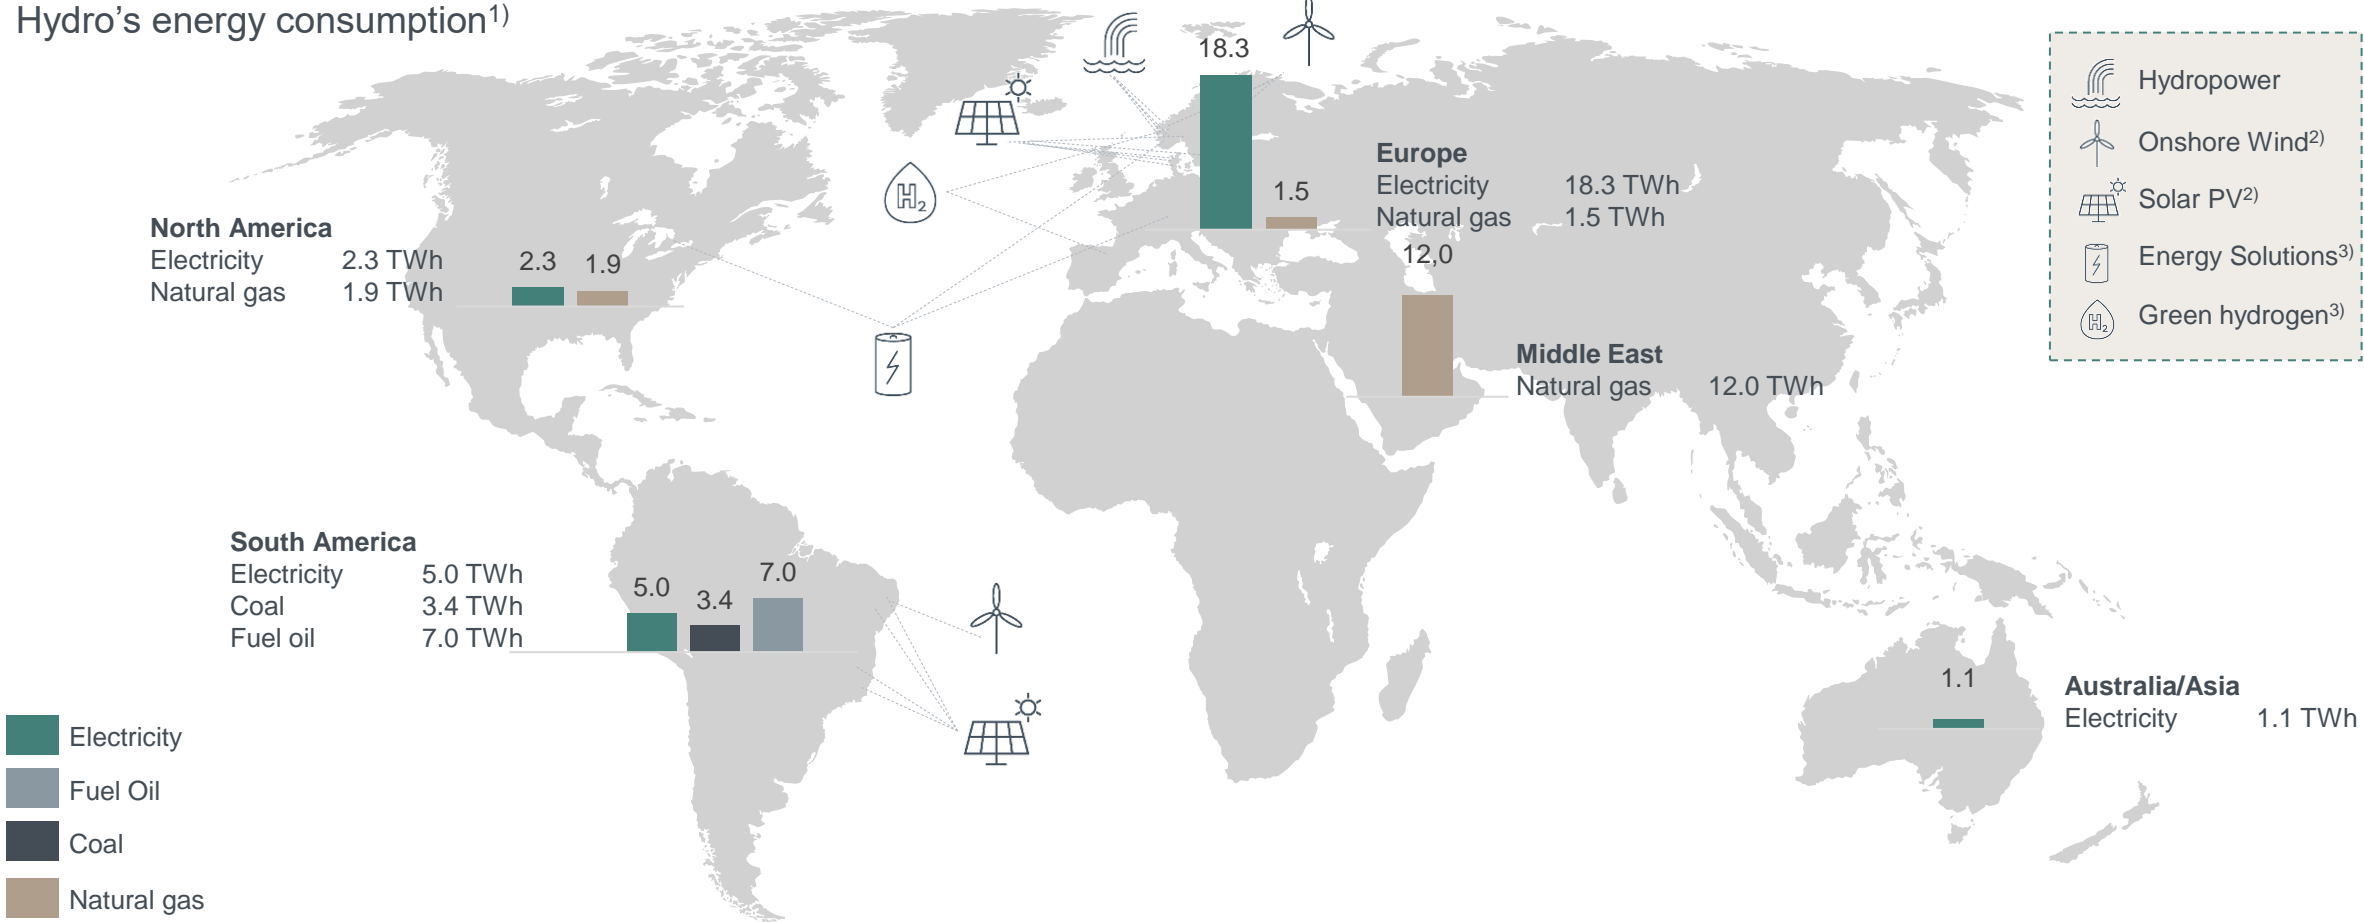 Hydro's energy consumption1)
18.3
1.5
Europe
Electricity 18.3 TWh
Natural gas 1.5 TWh
Hydropower
Onshore Wind2)
Solar PV2)
Energy Solutions3)
Green hydrogen3)
H2
H2
North America
Electricity 2.3 TWh
Natural gas 1.9 TWh
2.3
1.9
12,0
Middle East
Natural gas 12.0 TWh
South America
Electricity 5.0 TWh
Coal 3.4 TWh
Fuel oil 7.0 TWh
5.0
3.4
7.0
1.1
Australia/Asia
Electricity 1.1 TWh
Electricity
Fuel Oil
Coal
Natural gas